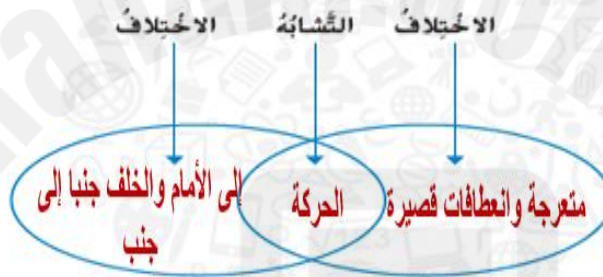 الاخْتِلافُ التَّشابُهُ الاخْتِلافُ
متعرجة وانعطافات قصيرة
الحركة
إلى الأمام والخلف جنبا إلى
جنب